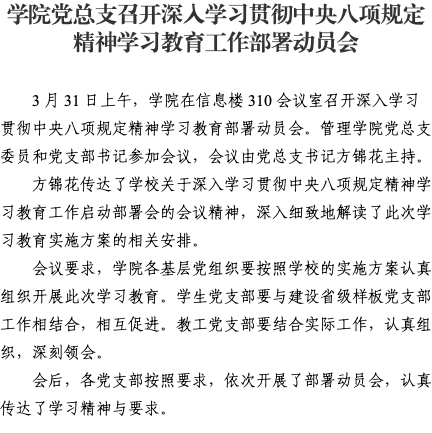 学院党总支召开深入学习贯彻中央八项规定
精神学习教育工作部署动员会
3 月 31 日上午，学院在信息楼 310 会议室召开深入学习
贯彻中央八项规定精神学习教育部署动员会。管理学院党总支
委员和党支部书记参加会议，会议由党总支书记方锦花主持。
方锦花传达了学校关于深入学习贯彻中央八项规定精神学
习教育工作启动部署会的会议精神，深入细致地解读了此次学
习教育实施方案的相关安排。
会议要求，学院各基层党组织要按照学校的实施方案认真
组织开展此次学习教育。学生党支部要与建设省级样板党支部
工作相结合，相互促进。教工党支部要结合实际工作，认真组
织，深刻领会。
会后，各党支部按照要求，依次开展了部署动员会，认真
传达了学习精神与要求。